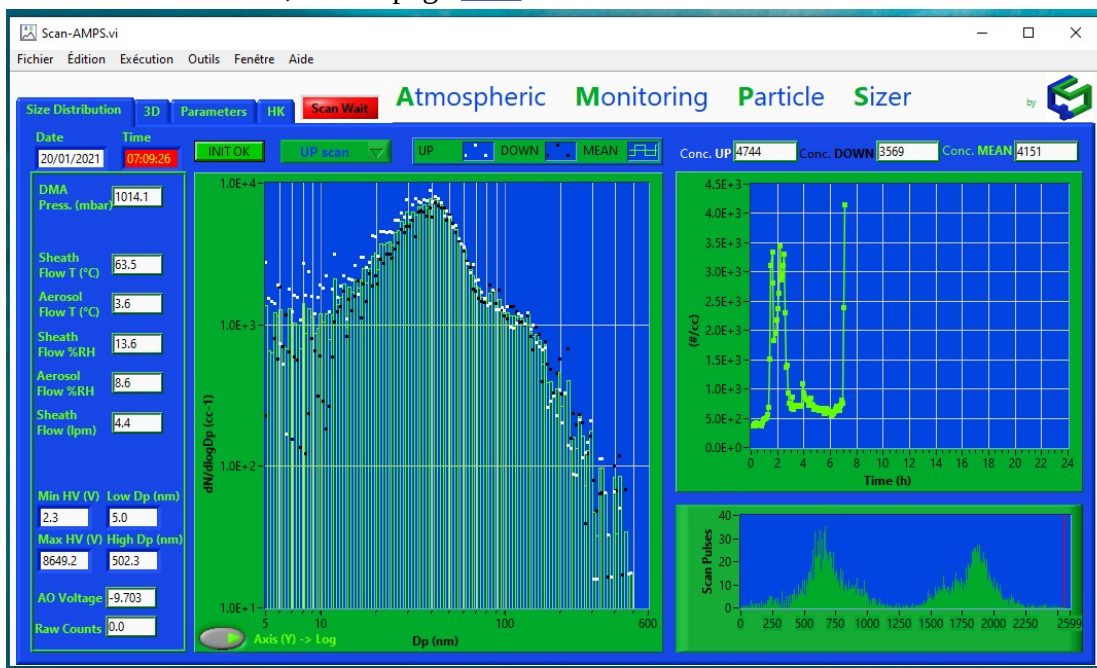 Scan-AMPS.vi
Fichier Édition Exécution Outils Fenêtre Aide
Size Distribution 3D Parameters HK Scan Wait
Atmospheric Monitoring Particle Sizer by
Date Time
20/01/2021 07:09:26
INIT OK UP scan UP DOWN MEAN
Conc. UP 4744 Conc. DOWN 3569 Conc. MEAN 4151
DMA
Press. (mbar) 1014.1
Sheath
Flow T (°C) 63.5
Aerosol
Flow T (°C) 3.6
Sheath
Flow %RH 13.6
Aerosol
Flow %RH 8.6
Sheath
Flow (lpm) 4.4
Min HV (V) Low Dp (nm)
2.3 5.0
Max HV (V) High Dp (nm)
8649.2 502.3
AO Voltage -9.703
Raw Counts 0.0
1.0E+4
1.0E+3
1.0E+2
1.0E+1
dN/dlogDp (cc-1)
5 10 100 600
Axis (Y) -> Log Dp (nm)
4.5E+3
4.0E+3
3.5E+3
3.0E+3
2.5E+3
2.0E+3
1.5E+3
1.0E+3
5.0E+2
0.0E+0
(#/cc)
0 2 4 6 8 10 12 14 16 18 20 22 24
Time (h)
40
30
20
10
0
Scan Pulses
0 250 500 750 1000 1250 1500 1750 2000 2250 2599